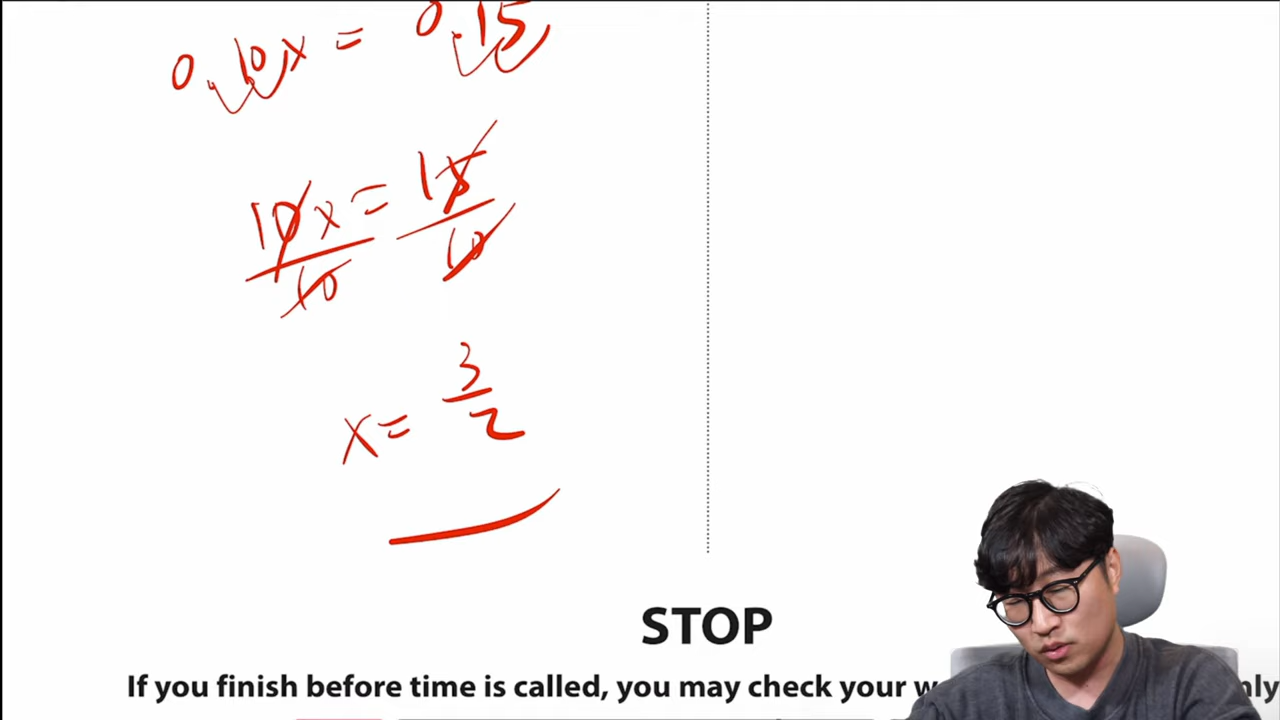 0.10x = 0.15
10x/10 = 15/10
x = 3/2
STOP
If you finish before time is called, you may check your